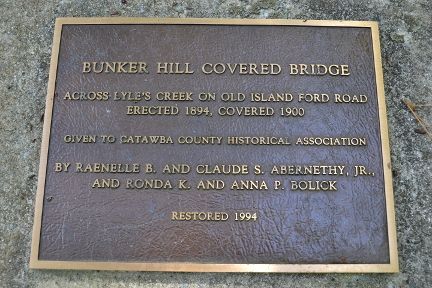 BUNKER HILL COVERED BRIDGE
ACROSS LYLE'S CREEK ON OLD ISLAND FORD ROAD
ERECTED 1894, COVERED 1900
GIVEN TO CATAWBA COUNTY HISTORICAL ASSOCIATION
BY RAENELLE B. AND CLAUDE S. ABERNETHY, JR.,
AND RONDA K. AND ANNA P. BOLICK
RESTORED 1994